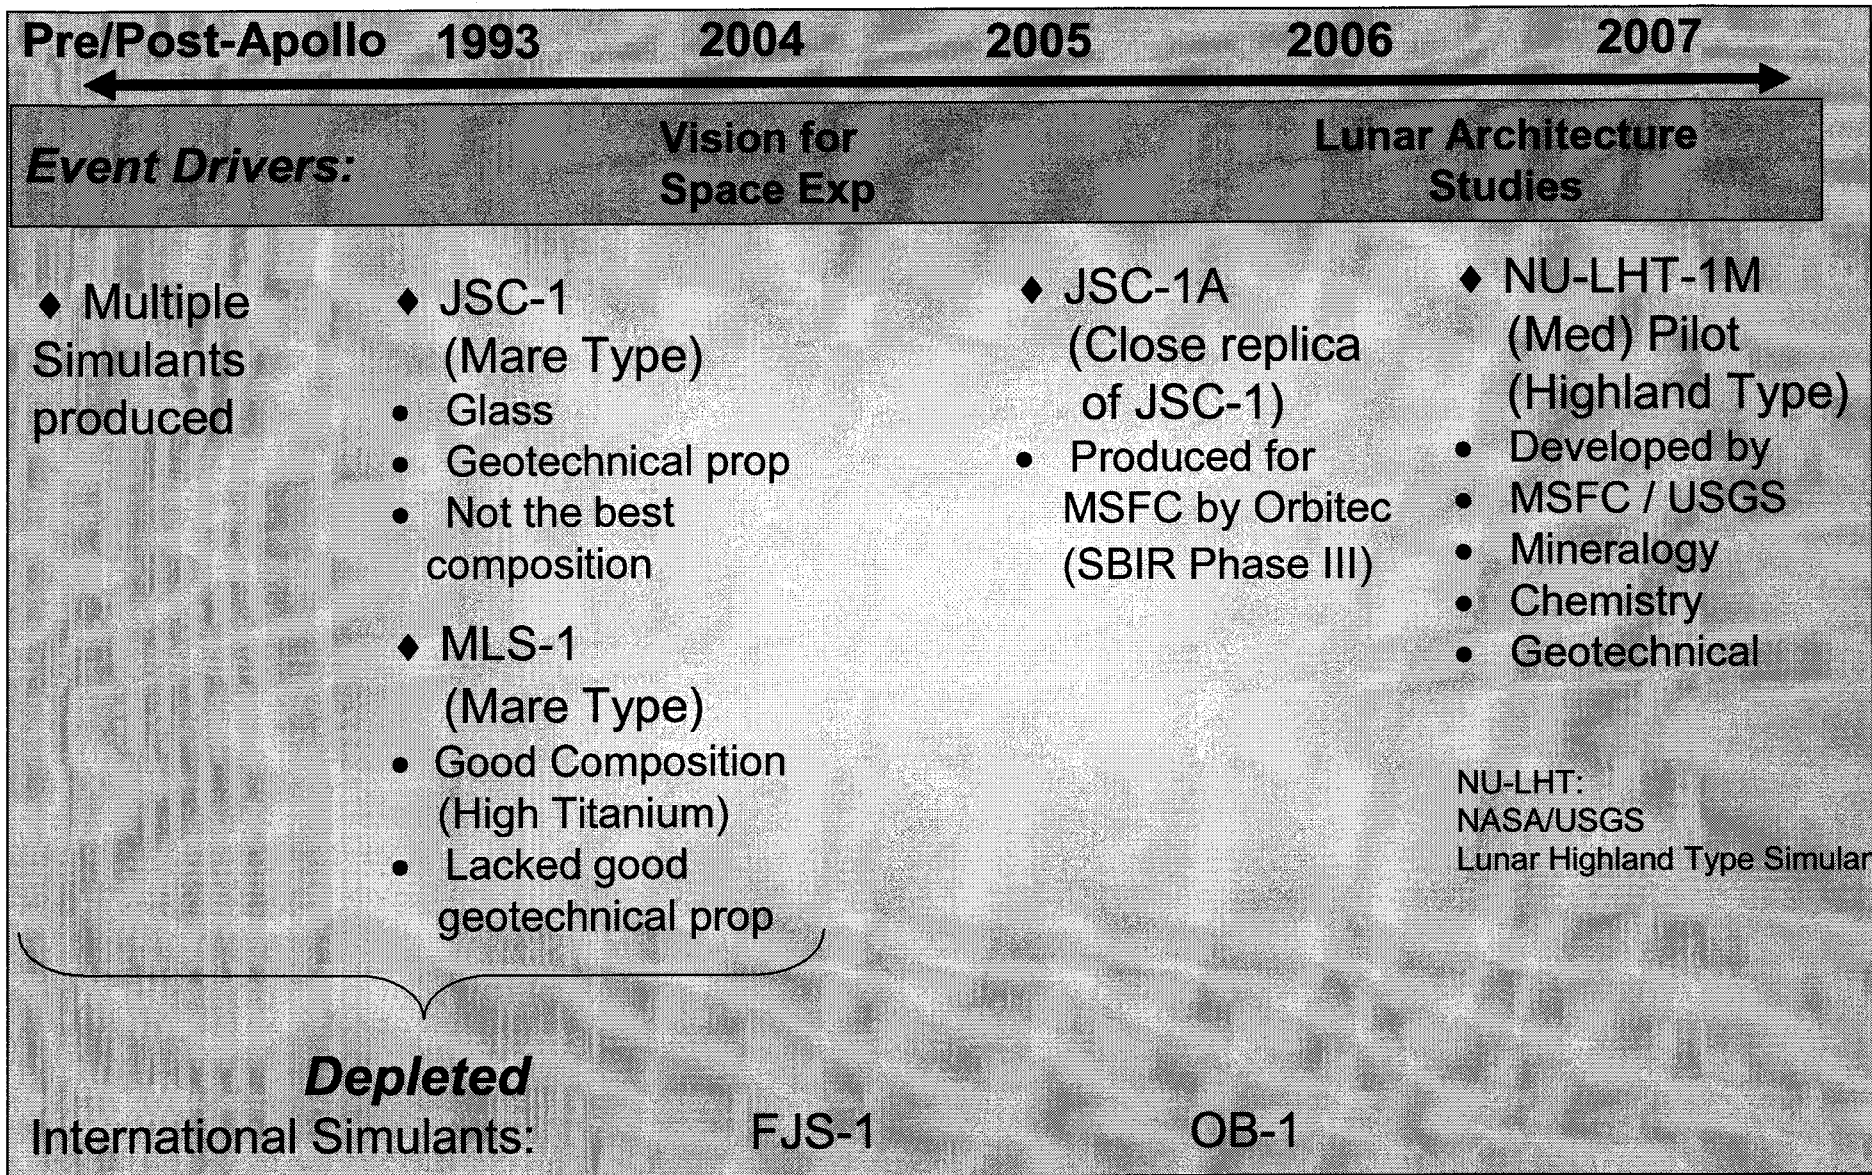 Pre/Post-Apollo 1993 2004 2005 2006 2007
Event Drivers:
Vision for
Space Exp
Lunar Architecture
Studies
♦ Multiple
Simulants
produced
♦ JSC-1
(Mare Type)
• Glass
• Geotechnical prop
• Not the best
composition
♦ MLS-1
(Mare Type)
• Good Composition
(High Titanium)
• Lacked good
geotechnical prop
♦ JSC-1A
(Close replica
of JSC-1)
• Produced for
MSFC by Orbitec
(SBIR Phase III)
♦ NU-LHT-1M
(Med) Pilot
(Highland Type)
• Developed by
• MSFC / USGS
• Mineralogy
• Chemistry
• Geotechnical
NU-LHT:
NASA/USGS
Lunar Highland Type Simular
Depleted
International Simulants: FJS-1 OB-1